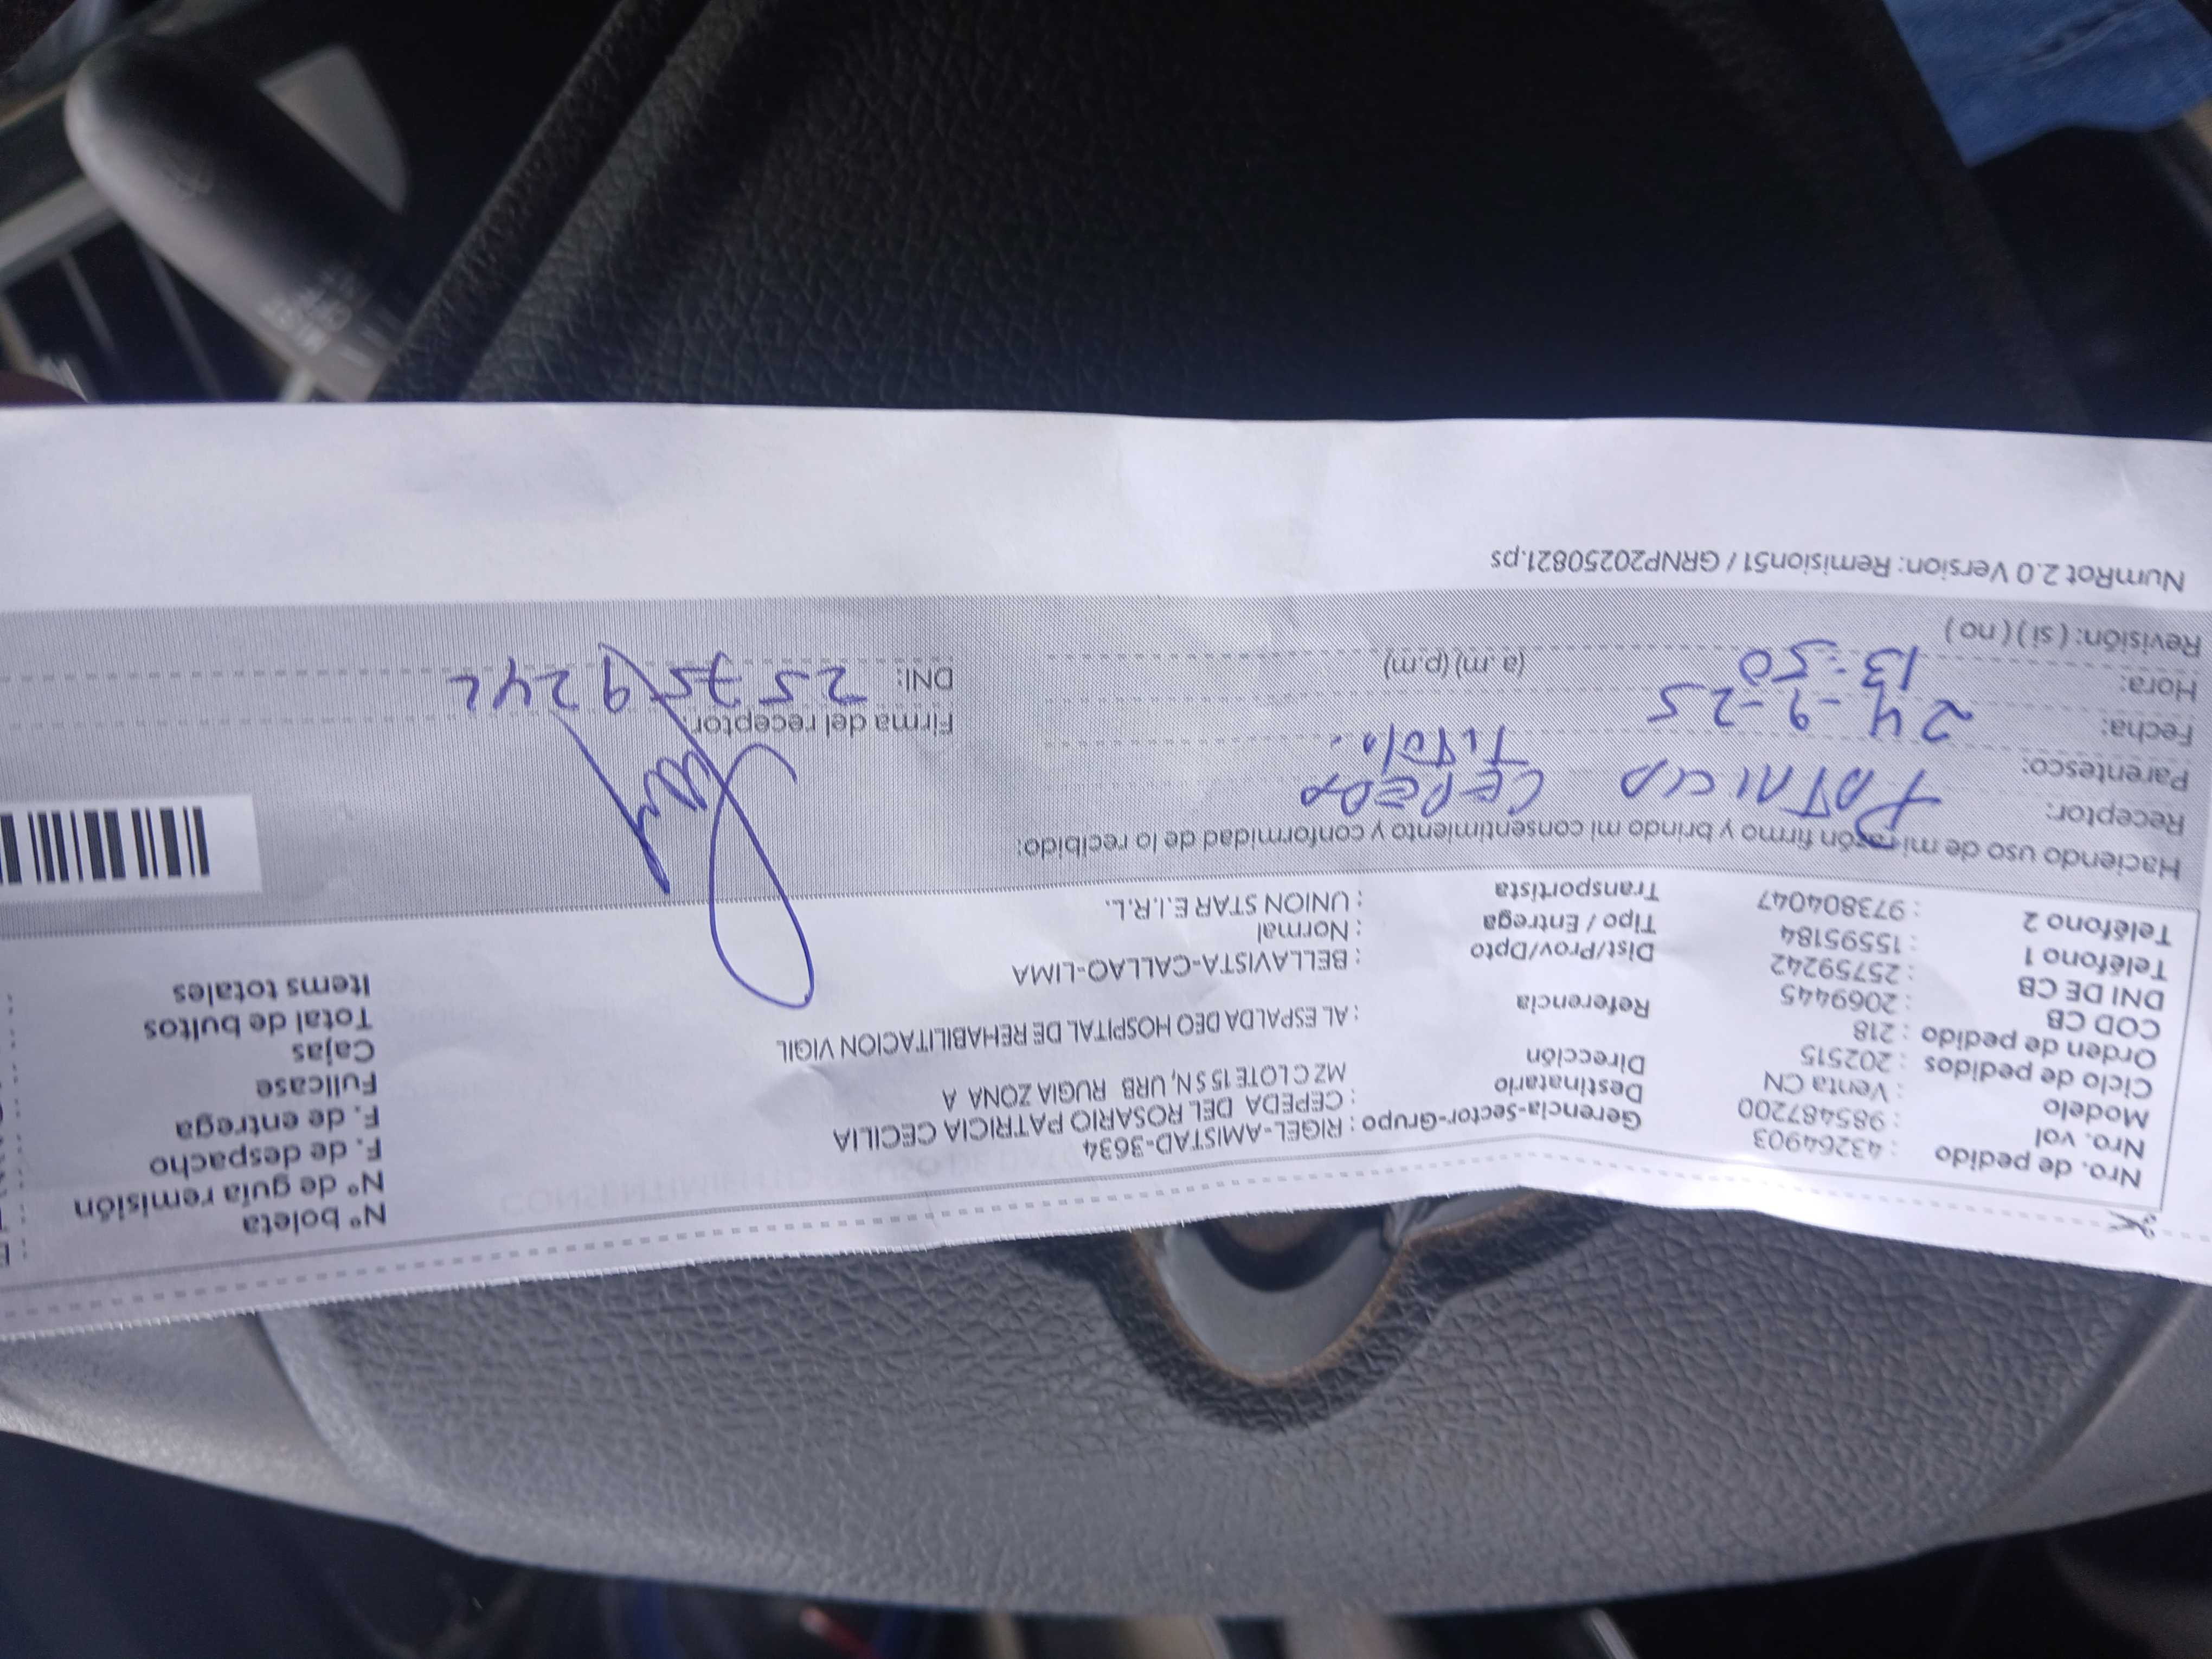 Nro. de pedido : 43264903
Nro. vol : 985487200
Modelo : Venta CN
Ciclo de pedidos : 202515
Orden de pedido : 218
COD CB : 2069445
DNI DE CB : 25759242
Teléfono 1 : 15595184
Teléfono 2 : 973804047
Gerencia-Sector-Grupo : RIGEL-AMISTAD-3634
Destinatario : CEPEDA DEL ROSARIO PATRICIA CECILIA
Dirección MZ C LOTE 15 S N, URB RUGIA ZONA A
Referencia : AL ESPALDA DEO HOSPITAL DE REHABILITACION VIGIL
Dist/Prov/Dpto : BELLAVISTA-CALLAO-LIMA
Tipo / Entrega : Normal
Transportista : UNION STAR E.I.R.L.
N° boleta
N° de guía remisión
F. de despacho
F. de entrega
Fullcase
Cajas
Total de bultos
Items totales
Haciendo uso de mi razón firmo y brindo mi consentimiento y conformidad de lo recibido:
Receptor: PATRICIA CEPEDA
Parentesco: Titular
Fecha: 24-9-25
Hora: 13:50 (a.m) (p.m)
Revisión: ( si ) ( no )
Firma del receptor:
DNI: 25759242
NumRot 2.0 Version: Remision51 / GRNP20250821.ps